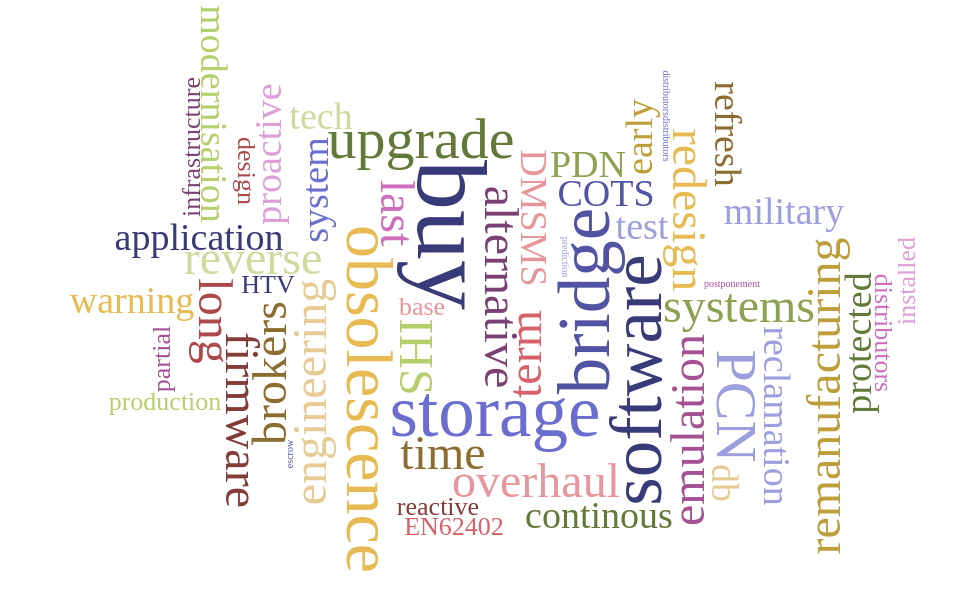 modernisation
infrastructure
design
proactive
tech
system
upgrade
last
buy
alternative
DMSMS
PDN
COTS
early
distributorsdistributors
redesign
refresh
test
military
application
reverse
HTV
warning
long
base
bridge
prediction
software
postponement
systems
installed
partial
production
firmware
brokers
engineering
obsolescence
IHS
term
storage
time
overhaul
emulation
PCN
db
reclamation
remanufacturing
protected
distributors
escrow
reactive
EN62402
continous